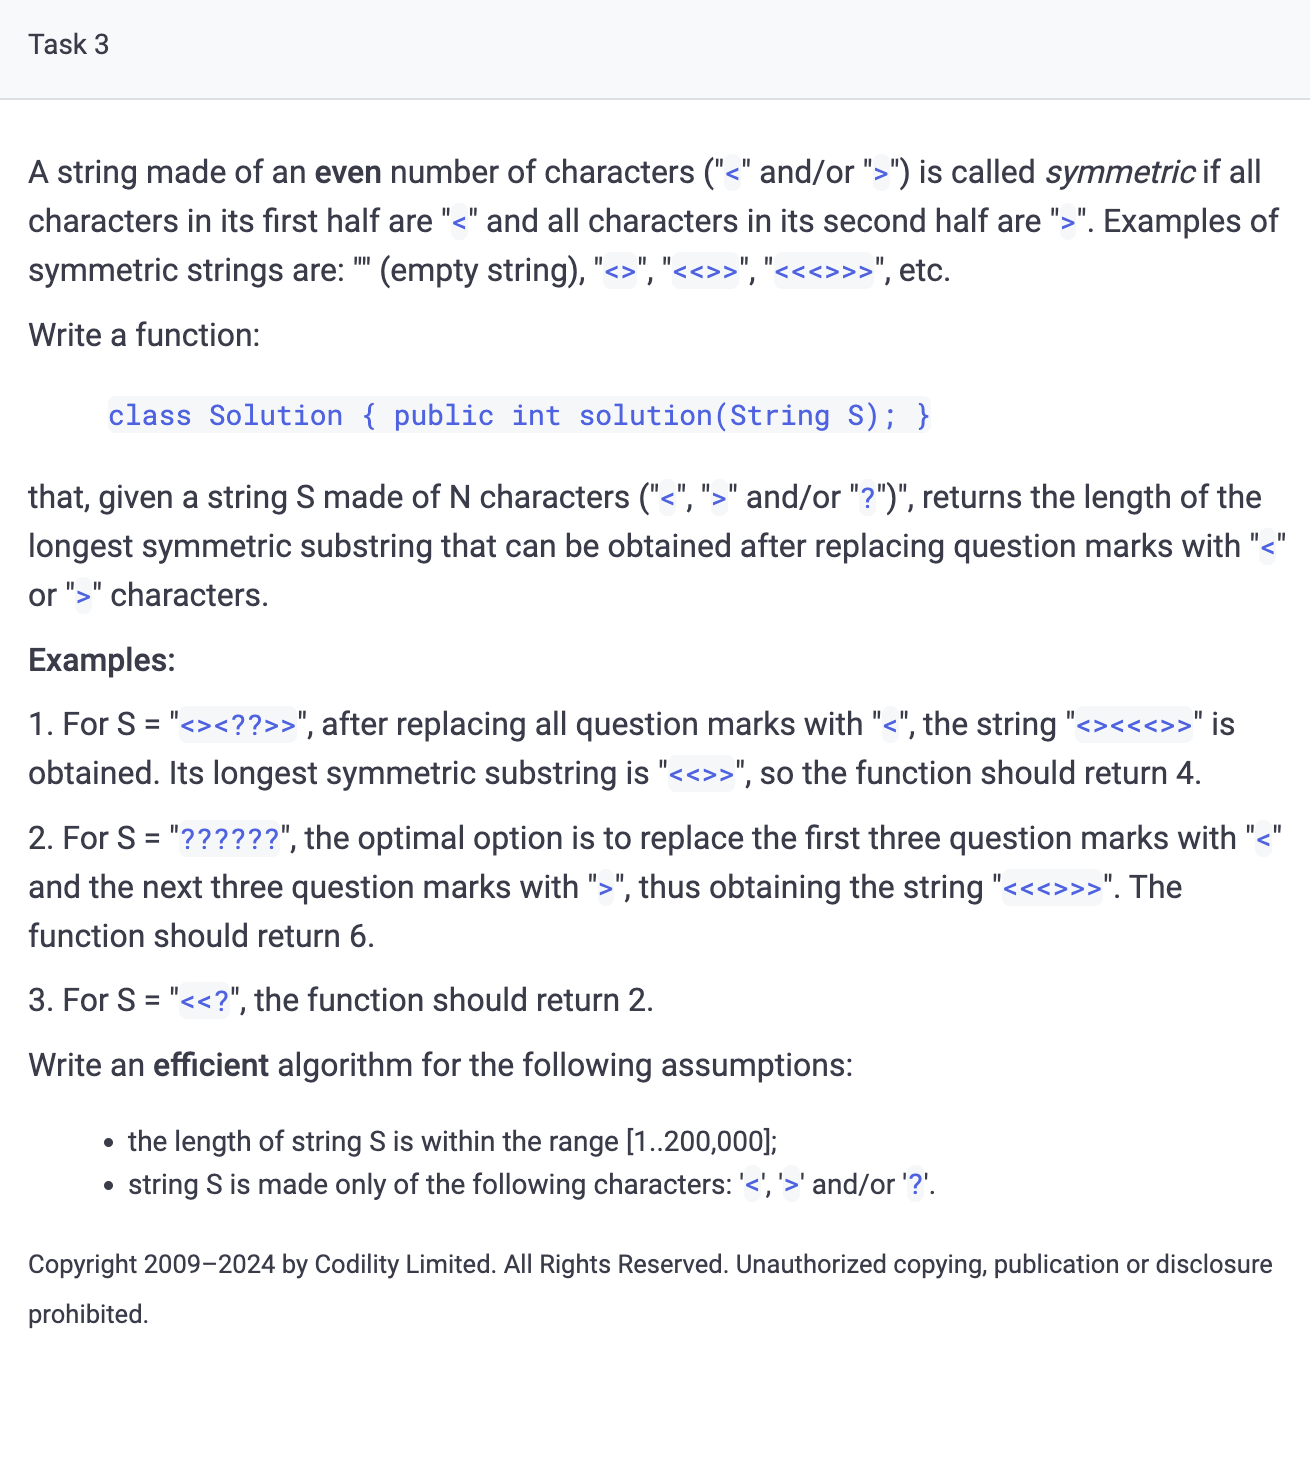 Task 3
A string made of an even number of characters ("<" and/or ">") is called symmetric if all
characters in its first half are "<" and all characters in its second half are ">". Examples of
symmetric strings are: "" (empty string), "<>", "<<>>", "<<<>>>", etc.
Write a function:
class Solution { public int solution(String S); }
that, given a string S made of N characters ("<", ">" and/or "?")", returns the length of the
longest symmetric substring that can be obtained after replacing question marks with "<"
or ">" characters.
Examples:
1. For S = "<><??>>", after replacing all question marks with "<", the string "<><<<>>" is
obtained. Its longest symmetric substring is "<<>>", so the function should return 4.
2. For S = "??????", the optimal option is to replace the first three question marks with "<"
and the next three question marks with ">", thus obtaining the string "<<<>>>". The
function should return 6.
3. For S = "<<?", the function should return 2.
Write an efficient algorithm for the following assumptions:
• the length of string S is within the range [1..200,000];
• string S is made only of the following characters: '<', '>' and/or '?'.
Copyright 2009–2024 by Codility Limited. All Rights Reserved. Unauthorized copying, publication or disclosure
prohibited.